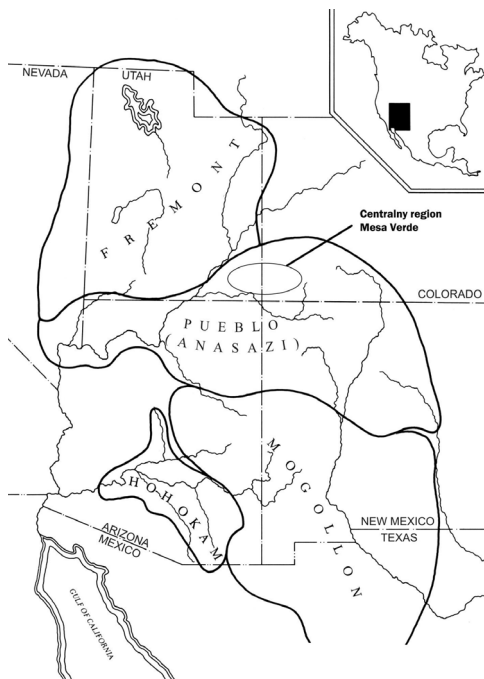 NEVADA
UTAH
FREMONT
Centralny region
Mesa Verde
COLORADO
PUEBLO
(ANASAZI)
MOGOLLON
HOHOKAM
ARIZONA
MEXICO
NEW MEXICO
TEXAS
GULF OF CALIFORNIA